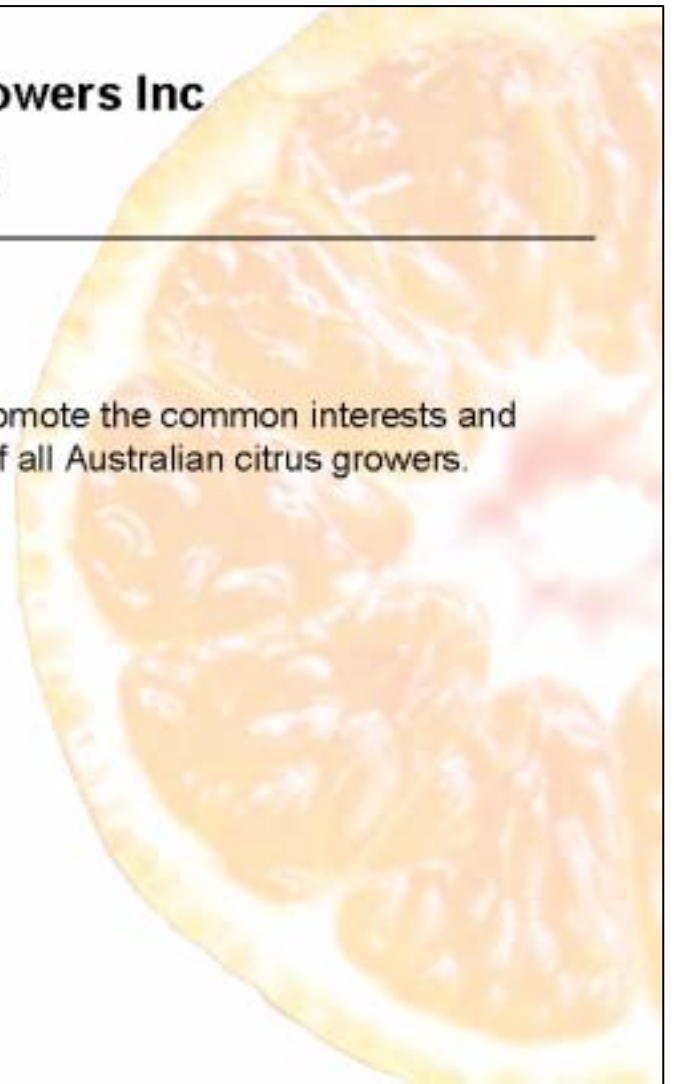 owers Inc
omote the common interests and
f all Australian citrus growers.